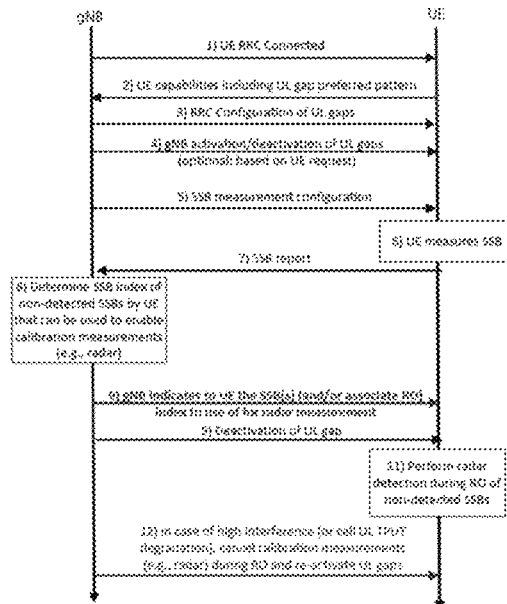 gNB
UE
1) UE RRC Connected
2) UE capabilities including UL gap preferred pattern
3) RRC Configuration of UL gaps
4) gNB activation/deactivation of UL gaps
(optional: based on UE request)
5) SSB measurement configuration
6) UE measures SSB
7) SSB report
8) Determine SSB index of
non-detected SSBs by UE
that can be used to enable
calibration measurements
(e.g., radar)
9) gNB indicates to UE the SSB(s) (and/or associate RO)
index to use of for radar measurement
9) Deactivation of UL gap
11) Perform radar
detection during RO of
non-detected SSBs
12) In case of high interference (or cell UL TPUT
degradation), cancel calibration measurements
(e.g., radar) during RO and re-activate UL gaps